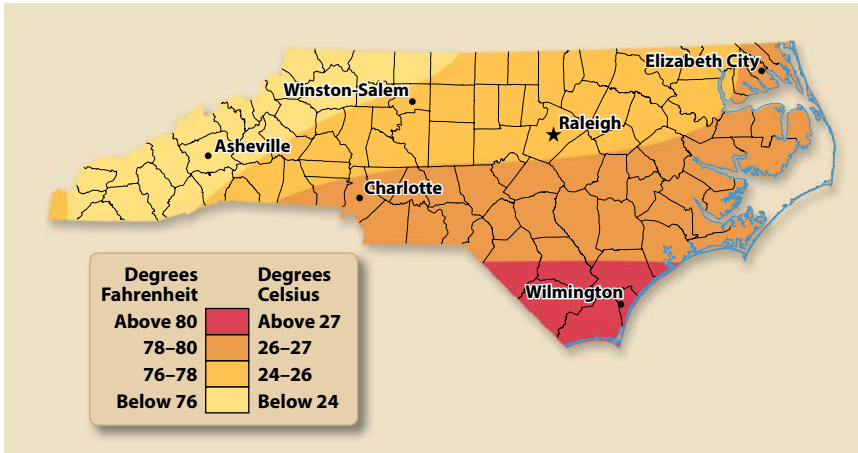 Elizabeth City
Winston-Salem
Raleigh
Asheville
Charlotte
Wilmington
Degrees Fahrenheit Degrees Celsius
Above 80 Above 27
78–80 26–27
76–78 24–26
Below 76 Below 24